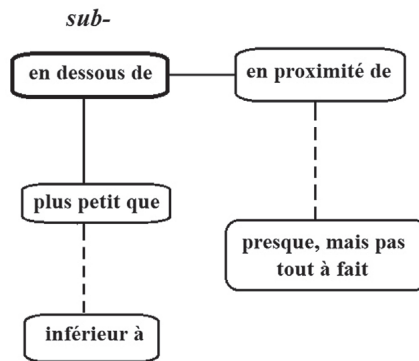 sub-
en dessous de
en proximité de
plus petit que
presque, mais pas
tout à fait
inférieur à